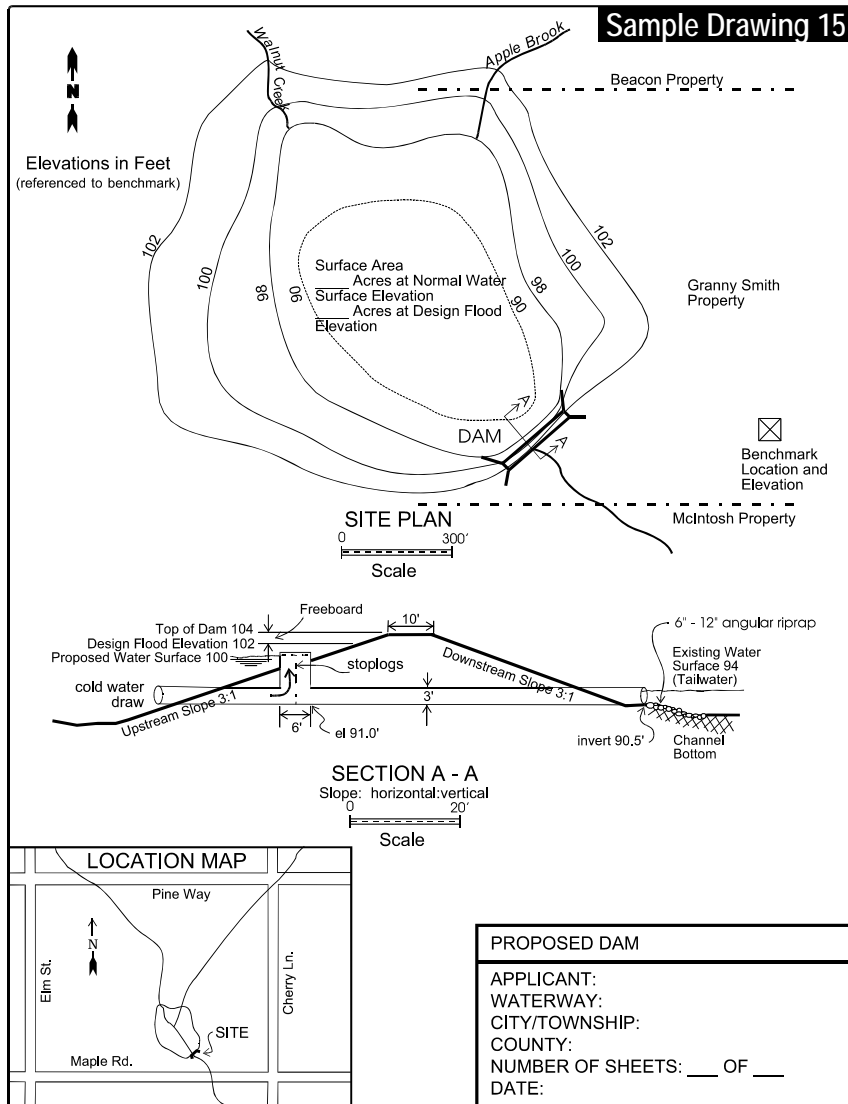 Sample Drawing 15
Walnut
Creek
Apple Brook
N
Beacon Property
Elevations in Feet
(referenced to benchmark)
102
100
98
90
90
98
100
102
Surface Area
____ Acres at Normal Water
Surface Elevation
____ Acres at Design Flood
Elevation
Granny Smith
Property
A
A
DAM
Benchmark
Location and
Elevation
McIntosh Property
SITE PLAN
0 300'
Scale
Freeboard
10'
Top of Dam 104
Design Flood Elevation 102
Proposed Water Surface 100
stoplogs
cold water
draw
Upstream Slope 3:1
Downstream Slope 3:1
3'
6'
el 91.0'
6" - 12" angular riprap
Existing Water
Surface 94
(Tailwater)
invert 90.5'
Channel
Bottom
SECTION A - A
Slope: horizontal:vertical
0 20'
Scale
LOCATION MAP
Pine Way
N
Elm St.
Cherry Ln.
SITE
Maple Rd.
PROPOSED DAM
APPLICANT:
WATERWAY:
CITY/TOWNSHIP:
COUNTY:
NUMBER OF SHEETS: ___ OF ___
DATE: